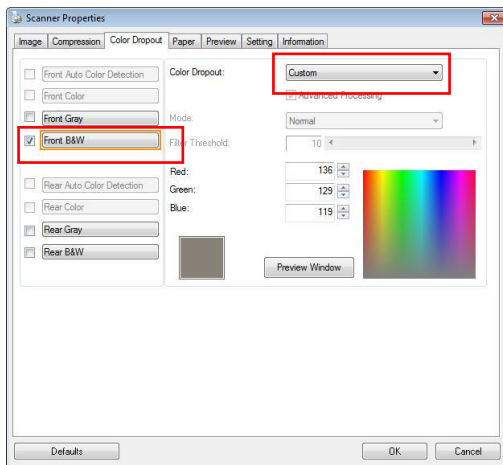 Scanner Properties
Image Compression Color Dropout Paper Preview Setting Information
Front Auto Color Detection
Front Color
Front Gray
Front B&W
Rear Auto Color Detection
Rear Color
Rear Gray
Rear B&W
Color Dropout: Custom
Advanced Processing
Mode: Normal
Filter Threshold: 10
Red: 136
Green: 129
Blue: 119
Preview Window
Defaults OK Cancel